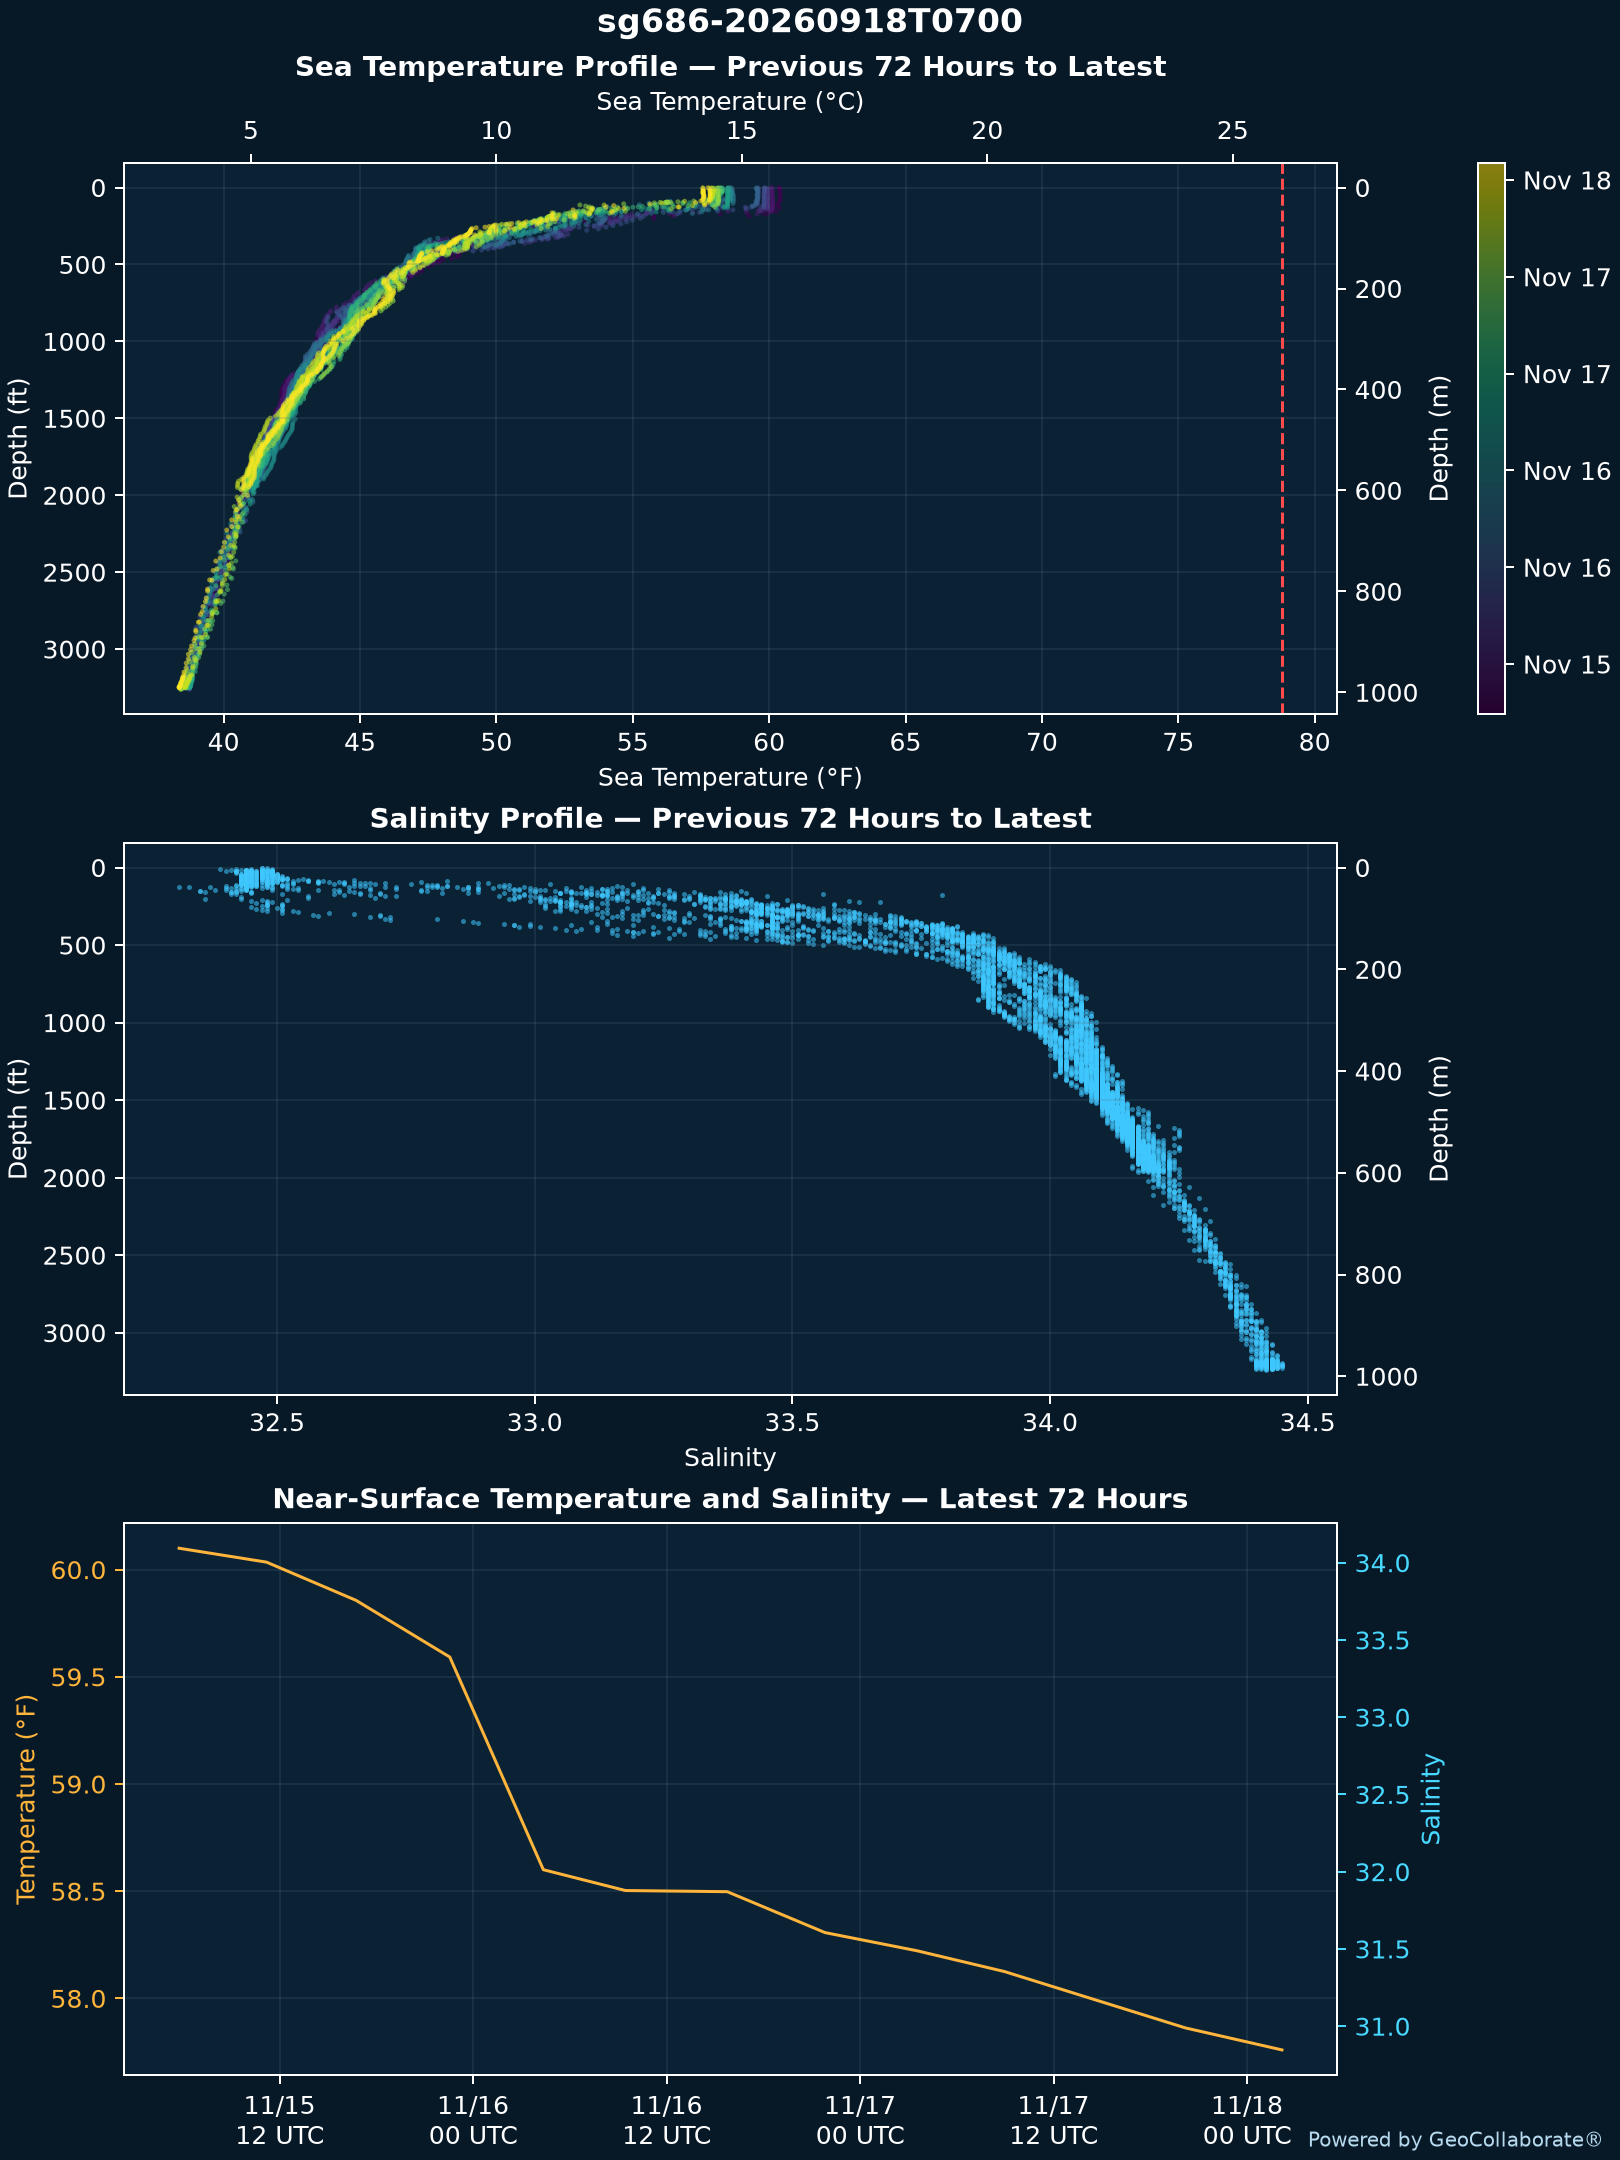 sg686-20260918T0700
Sea Temperature Profile — Previous 72 Hours to Latest
Sea Temperature (°C)
5 10 15 20 25
0
500
1000
1500
2000
2500
3000
Depth (ft)
0
200
400
600
800
1000
Depth (m)
Nov 18
Nov 17
Nov 17
Nov 16
Nov 16
Nov 15
40 45 50 55 60 65 70 75 80
Sea Temperature (°F)
Salinity Profile — Previous 72 Hours to Latest
0
500
1000
1500
2000
2500
3000
Depth (ft)
0
200
400
600
800
1000
Depth (m)
32.5 33.0 33.5 34.0 34.5
Salinity
Near-Surface Temperature and Salinity — Latest 72 Hours
60.0
59.5
59.0
58.5
58.0
Temperature (°F)
34.0
33.5
33.0
32.5
32.0
31.5
31.0
Salinity
11/15 11/16 11/16 11/17 11/17 11/18
12 UTC 00 UTC 12 UTC 00 UTC 12 UTC 00 UTC
Powered by GeoCollaborate®